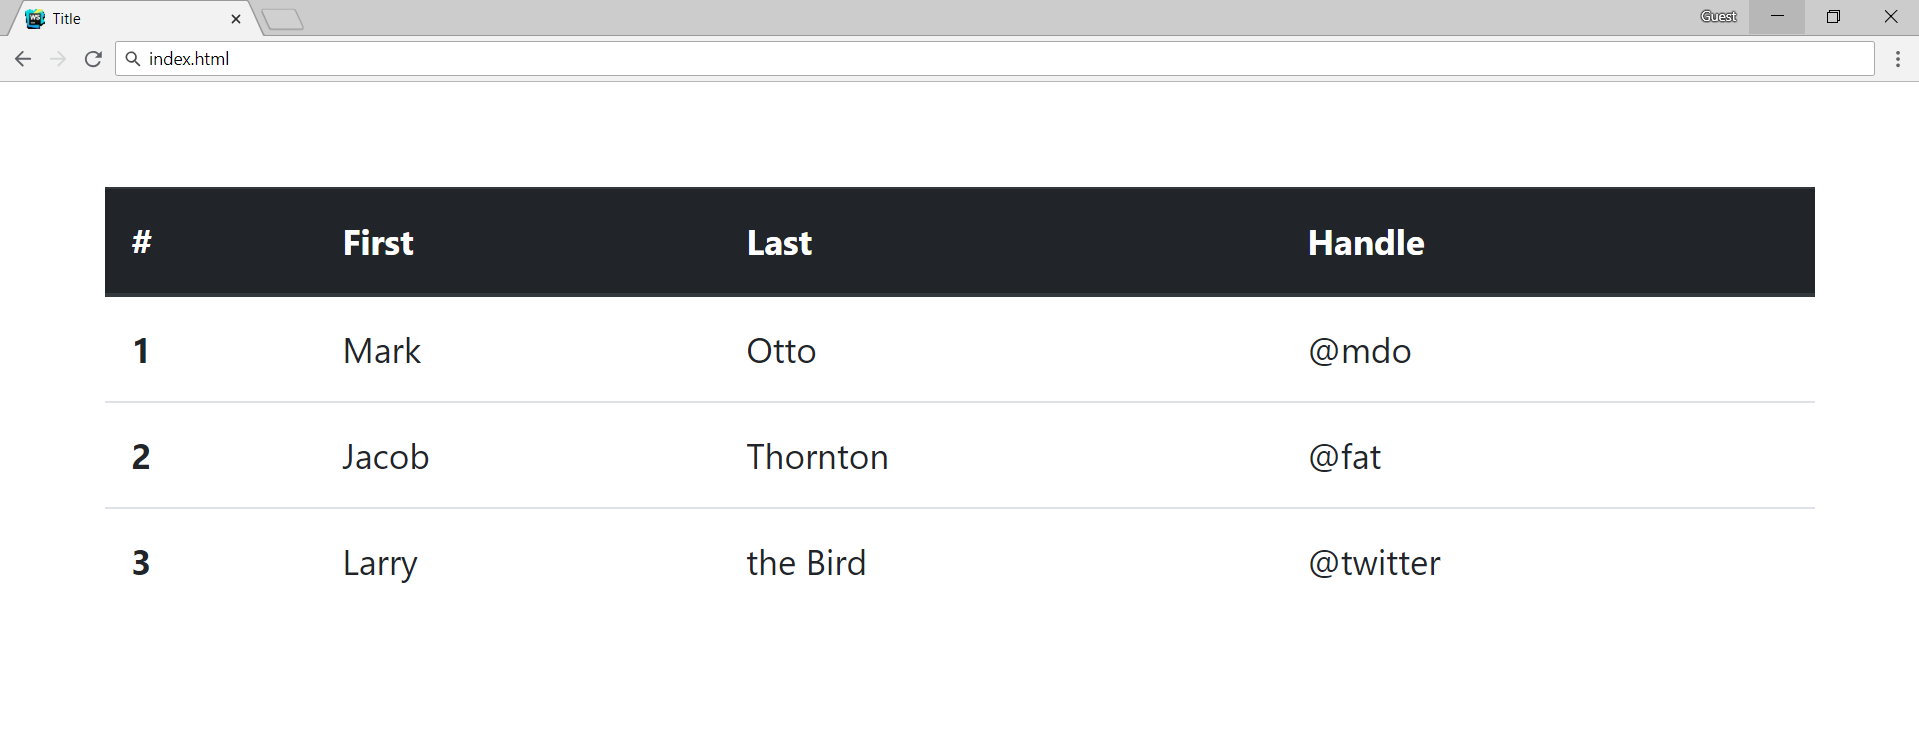 Title
Guest
index.html
# First Last Handle
1 Mark Otto @mdo
2 Jacob Thornton @fat
3 Larry the Bird @twitter